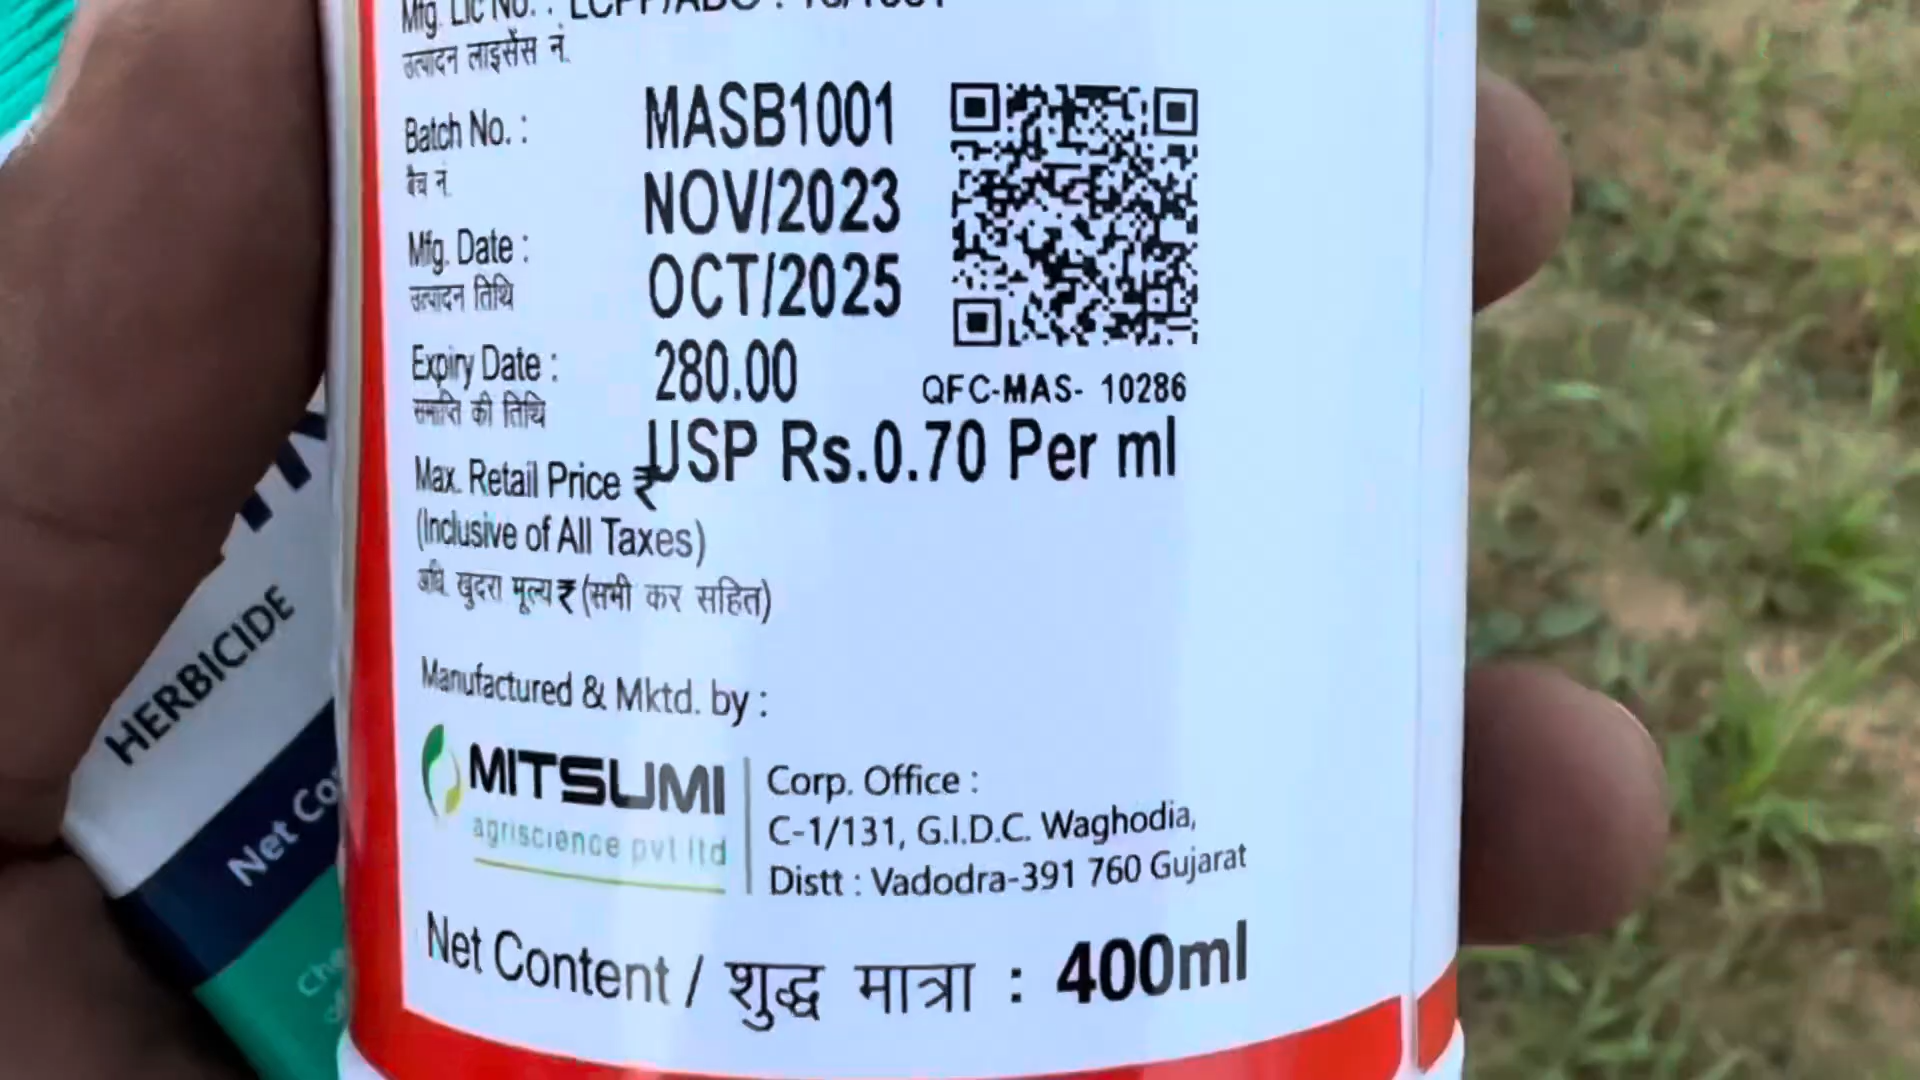 Mfg. Lic No. :
उत्पादन लाइसेंस नं.
Batch No. : MASB1001
बैच नं.
NOV/2023
Mfg. Date :
उत्पादन तिथि
OCT/2025
Expiry Date : 280.00
समाप्ति की तिथि
QFC-MAS- 10286
Max. Retail Price ₹ USP Rs.0.70 Per ml
(Inclusive of All Taxes)
अधि. खुदरा मूल्य ₹ (सभी कर सहित)
Manufactured & Mktd. by :
MITSUMI
agriscience pvt ltd
Corp. Office :
C-1/131, G.I.D.C. Waghodia,
Distt : Vadodra-391 760 Gujarat
Net Content / शुद्ध मात्रा : 400ml
HERBICIDE
Net